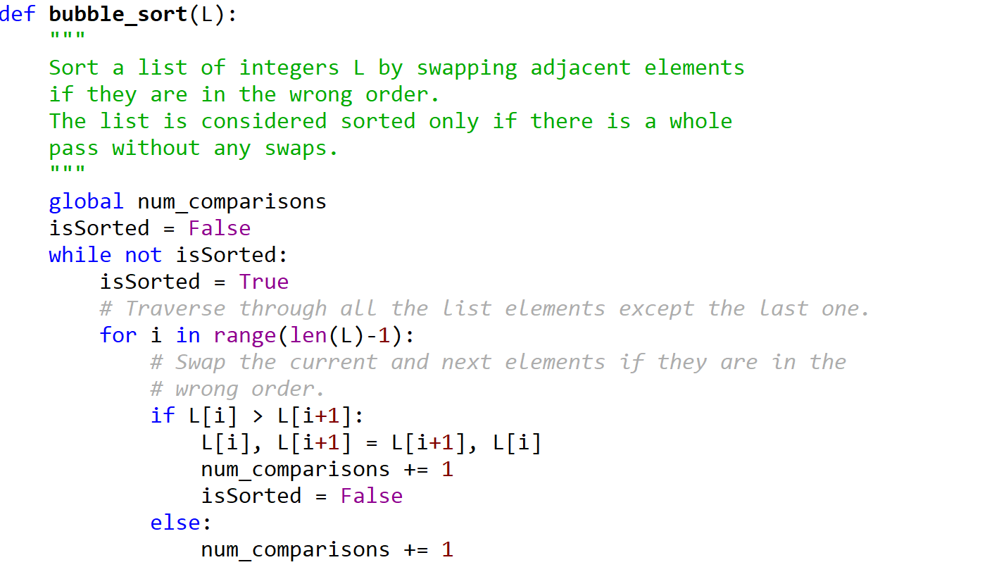 def bubble_sort(L):
    """
    Sort a list of integers L by swapping adjacent elements
    if they are in the wrong order.
    The list is considered sorted only if there is a whole
    pass without any swaps.
    """
    global num_comparisons
    isSorted = False
    while not isSorted:
        isSorted = True
        # Traverse through all the list elements except the last one.
        for i in range(len(L)-1):
            # Swap the current and next elements if they are in the
            # wrong order.
            if L[i] > L[i+1]:
                L[i], L[i+1] = L[i+1], L[i]
                num_comparisons += 1
                isSorted = False
            else:
                num_comparisons += 1